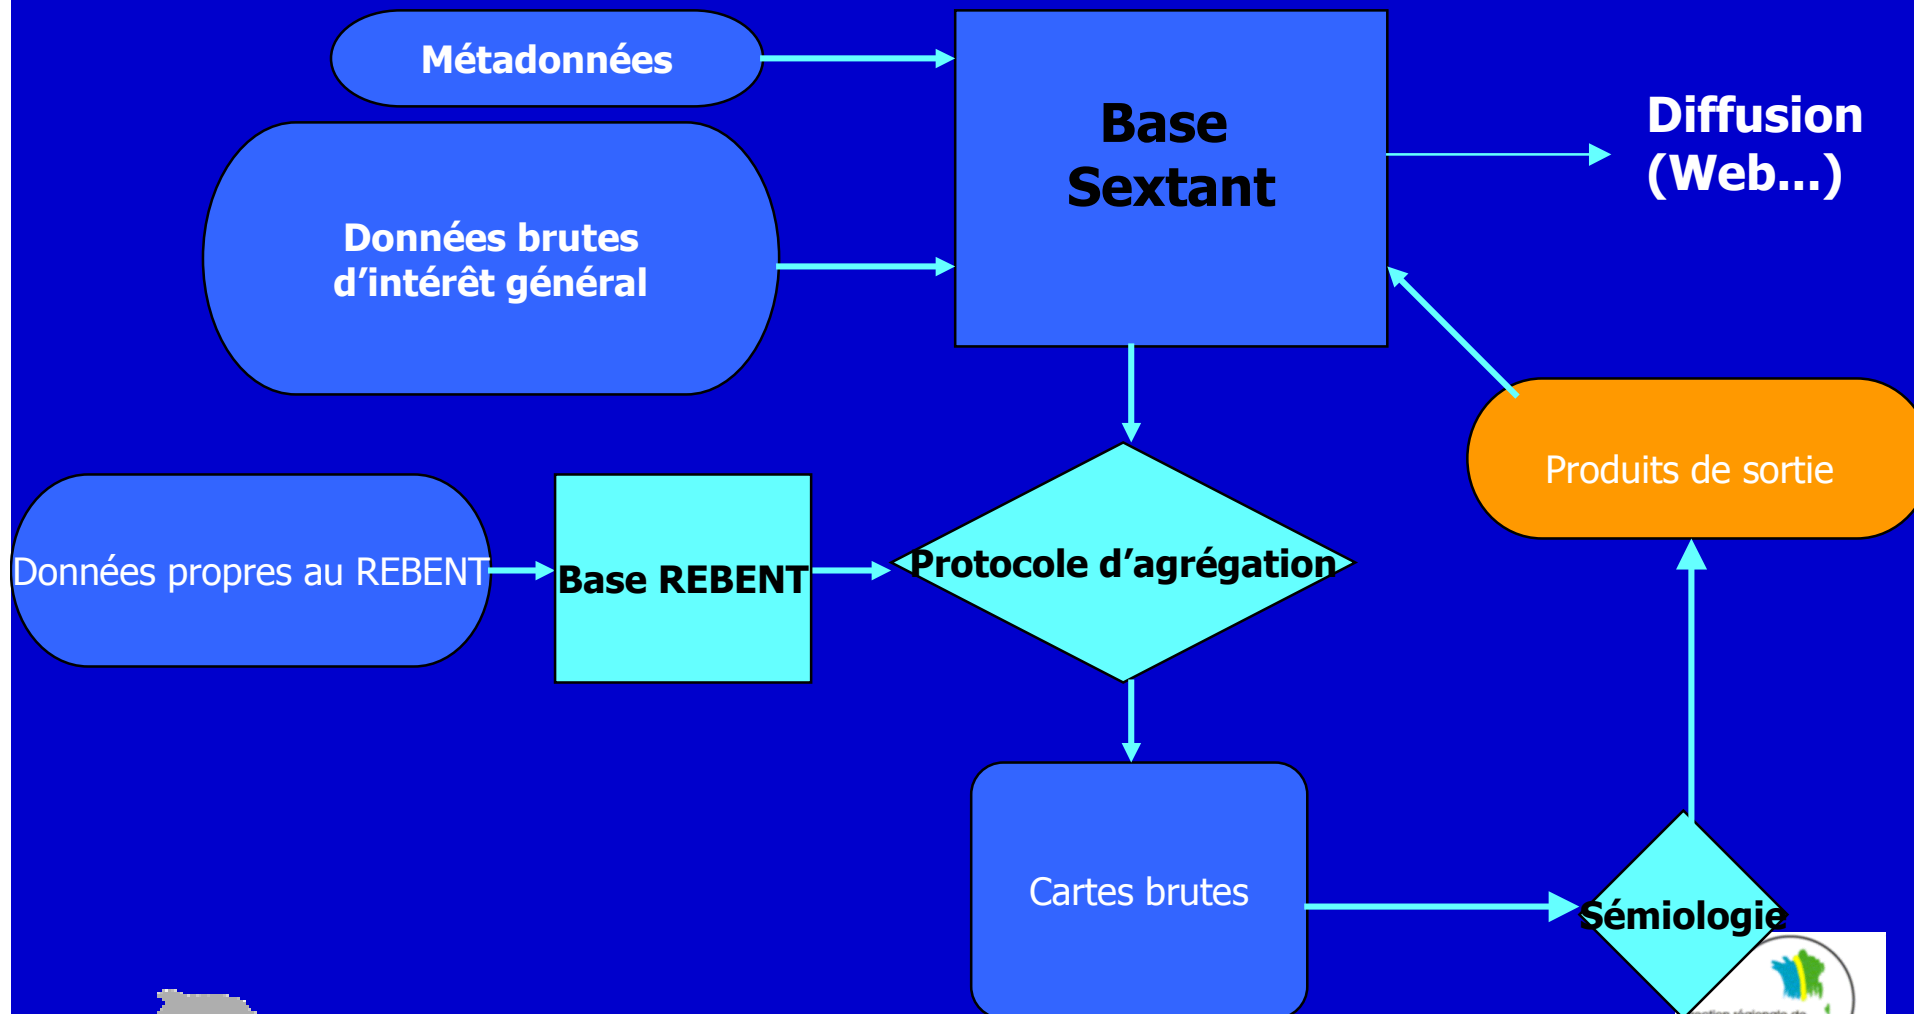 Métadonnées
Base
Sextant
Diffusion
(Web...)
Données brutes
d’intérêt général
Produits de sortie
Données propres au REBENT
Base REBENT
Protocole d’agrégation
Cartes brutes
Sémiologie